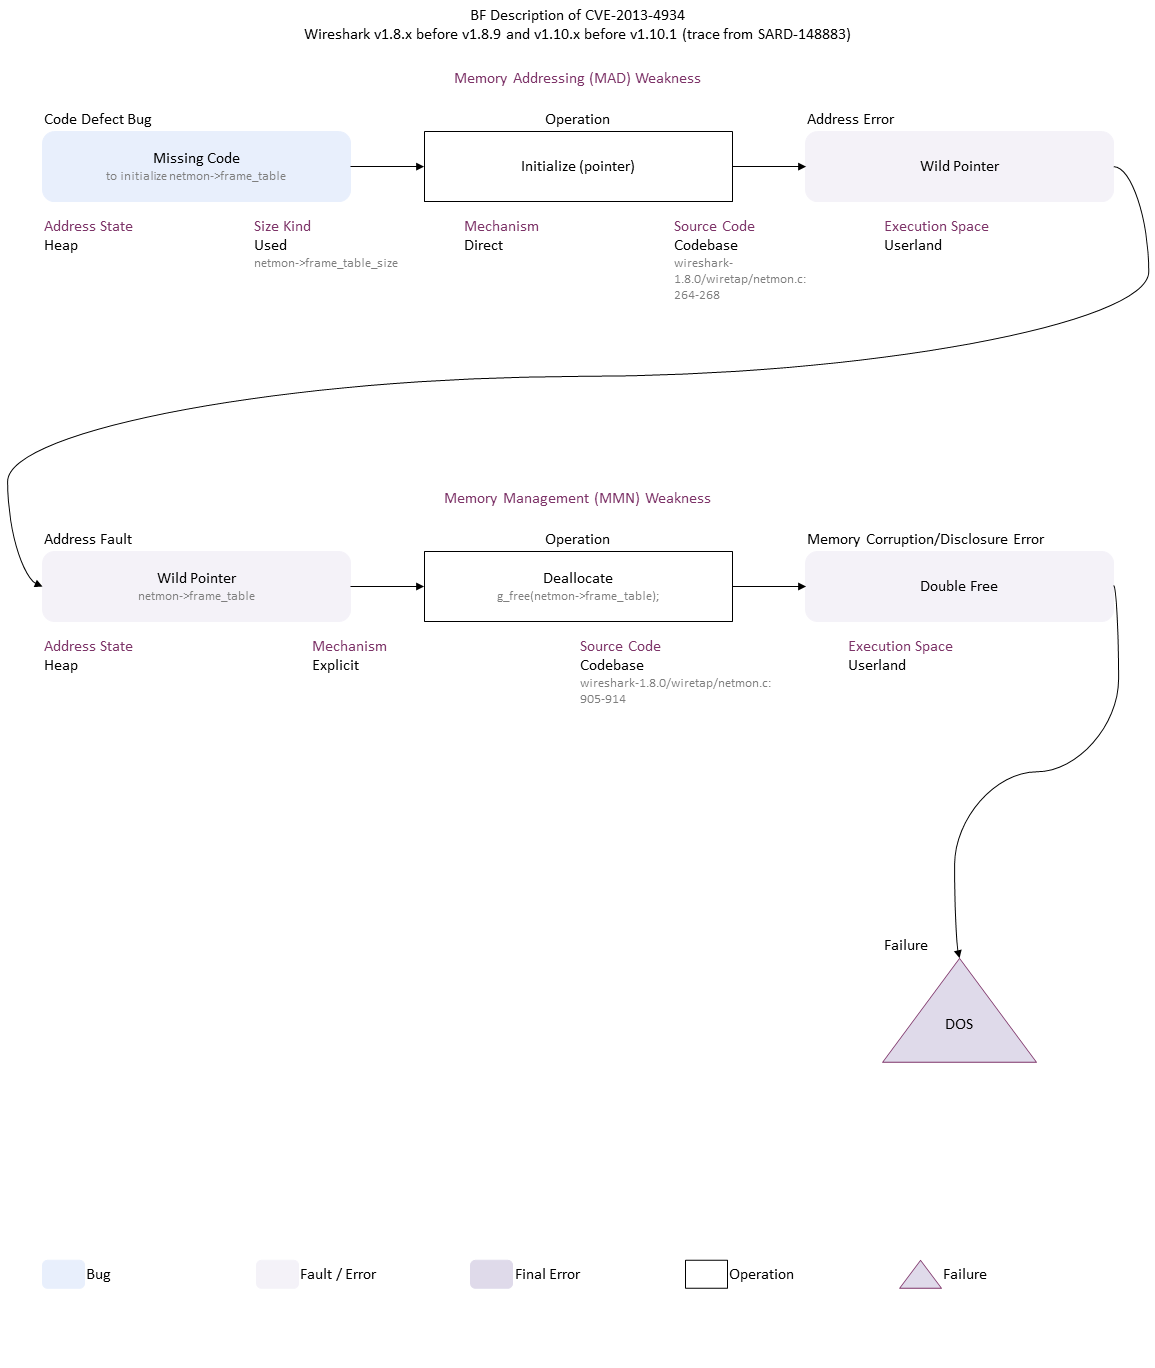 BF Description of CVE-2013-4934
Wireshark v1.8.x before v1.8.9 and v1.10.x before v1.10.1 (trace from SARD-148883)
Memory Addressing (MAD) Weakness
Code Defect Bug
Operation
Address Error
Missing Code
to initialize netmon->frame_table
Initialize (pointer)
Wild Pointer
Address State
Heap
Size Kind
Used
netmon->frame_table_size
Mechanism
Direct
Source Code
Codebase
wireshark-
1.8.0/wiretap/netmon.c:
264-268
Execution Space
Userland
Memory Management (MMN) Weakness
Address Fault
Operation
Memory Corruption/Disclosure Error
Wild Pointer
netmon->frame_table
Deallocate
g_free(netmon->frame_table);
Double Free
Address State
Heap
Mechanism
Explicit
Source Code
Codebase
wireshark-1.8.0/wiretap/netmon.c:
905-914
Execution Space
Userland
Failure
DOS
Bug
Fault / Error
Final Error
Operation
Failure